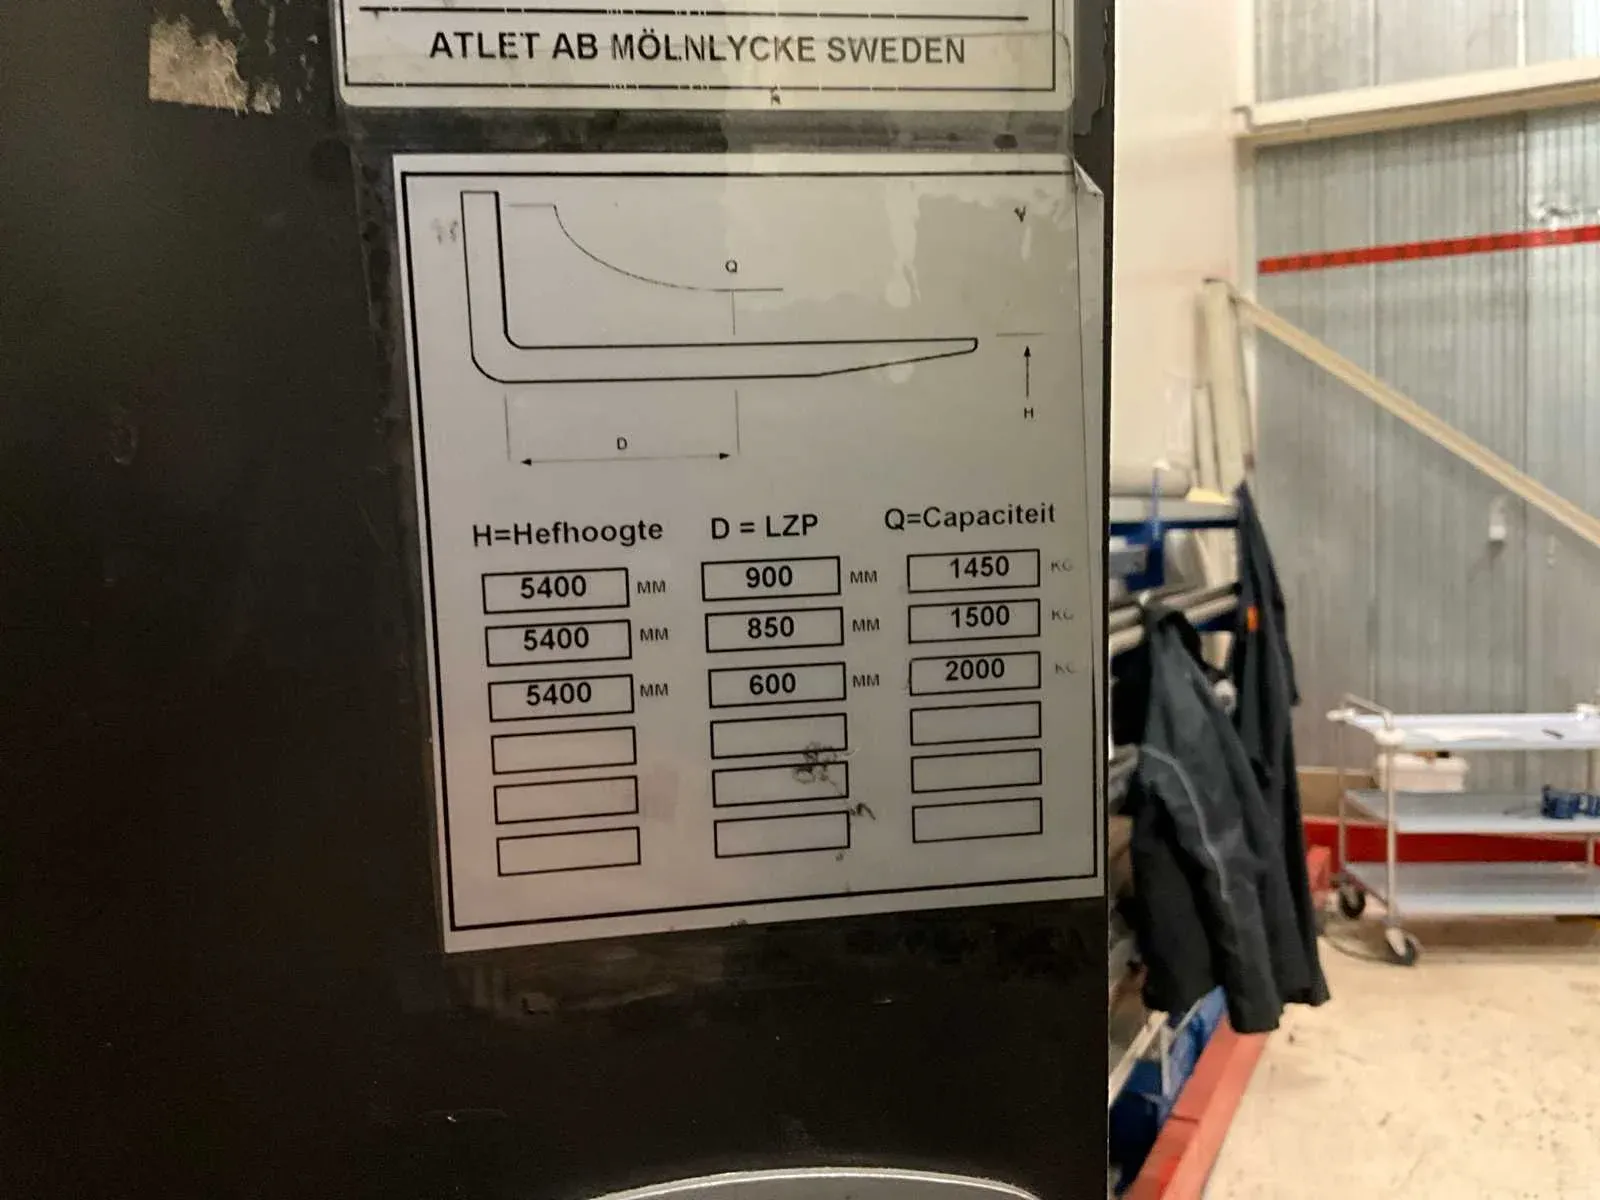 ATLET AB MÖLNLYCKE SWEDEN
Q
H
D
H=Hefhoogte D = LZP Q=Capaciteit
5400 MM 900 MM 1450 KG
5400 MM 850 MM 1500 KG
5400 MM 600 MM 2000 KG